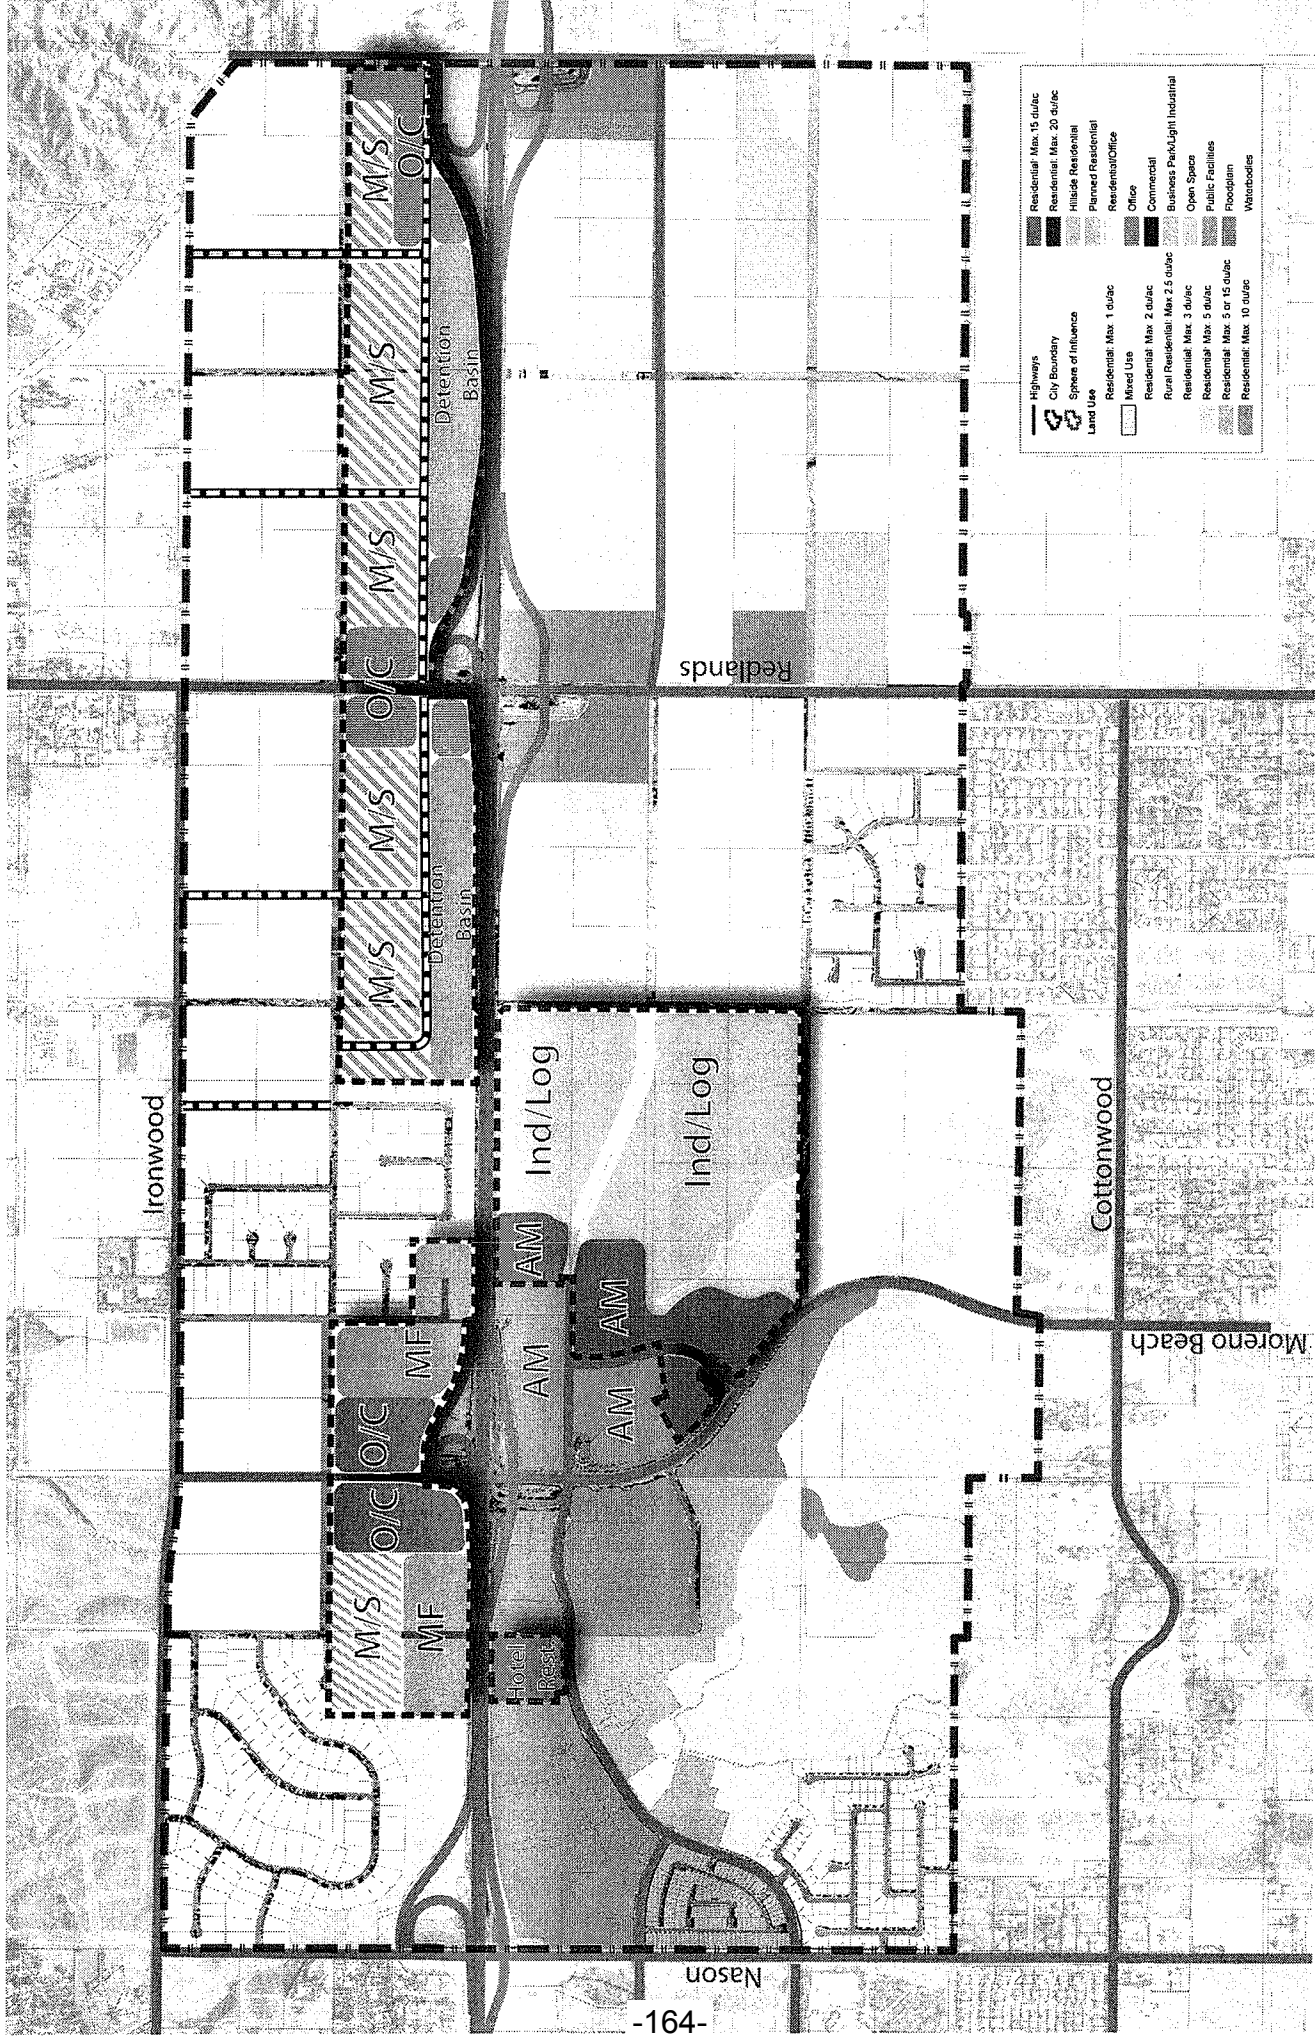 Ironwood
M/S
O/C
M/S
Detention
Basin
M/S
O/C
Redlands
O/C
M/S
Detention
Basin
M/S
Ind/Log
Ind/Log
AM
AM
AM
AM
MF
O/C
O/C
M/S
MF
Hotel
Rest.
Nason
Cottonwood
Moreno Beach
Highways
City Boundary
Sphere of Influence
Land Use
Residential: Max. 1 du/ac
Mixed Use
Residential: Max. 2 du/ac
Rural Residential: Max 2.5 du/ac
Residential: Max. 3 du/ac
Residential: Max. 5 du/ac
Residential: Max. 5 or 15 du/ac
Residential: Max. 10 du/ac
Residential: Max. 15 du/ac
Residential: Max. 20 du/ac
Hillside Residential
Planned Residential
Residential/Office
Office
Commercial
Business Park/Light Industrial
Open Space
Public Facilities
Floodplain
Waterbodies
-164-